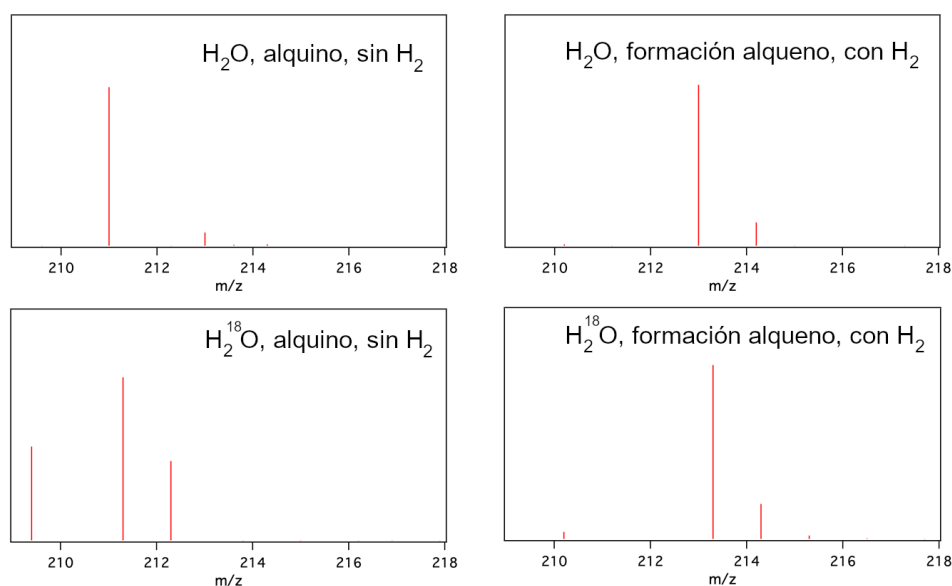 H2O, alquino, sin H2
210 212 214 216 218
m/z
H2O, formación alqueno, con H2
210 212 214 216 218
m/z
H218O, alquino, sin H2
210 212 214 216 218
m/z
H218O, formación alqueno, con H2
210 212 214 216 218
m/z